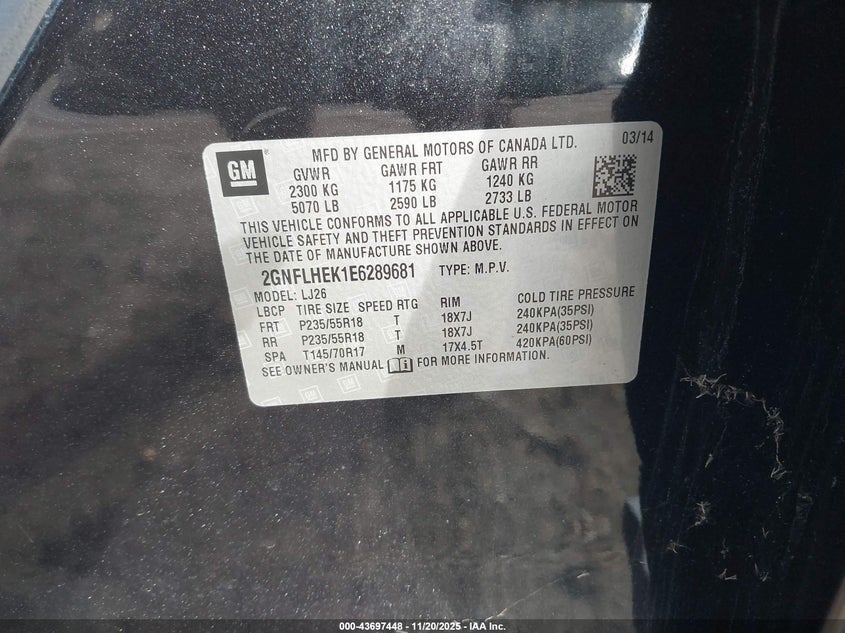 GM
MFD BY GENERAL MOTORS OF CANADA LTD. 03/14
GVWR GAWR FRT GAWR RR
2300 KG 1175 KG 1240 KG
5070 LB 2590 LB 2733 LB
THIS VEHICLE CONFORMS TO ALL APPLICABLE U.S. FEDERAL MOTOR
VEHICLE SAFETY AND THEFT PREVENTION STANDARDS IN EFFECT ON
THE DATE OF MANUFACTURE SHOWN ABOVE.
2GNFLHEK1E6289681 TYPE: M.P.V.
MODEL: LJ26
LBCP TIRE SIZE SPEED RTG RIM COLD TIRE PRESSURE
FRT P235/55R18 T 18X7J 240KPA(35PSI)
RR P235/55R18 T 18X7J 240KPA(35PSI)
SPA T145/70R17 M 17X4.5T 420KPA(60PSI)
SEE OWNER'S MANUAL FOR MORE INFORMATION.
000-43697448 - 11/20/2025 - IAA Inc.